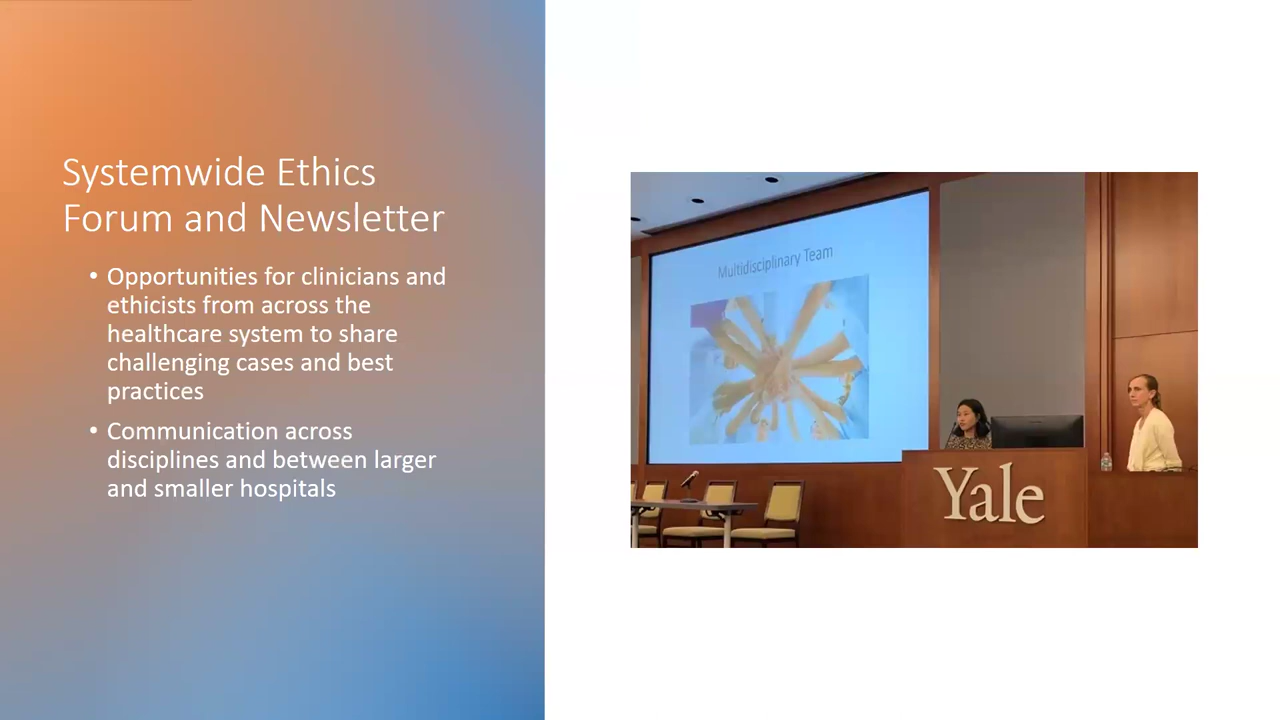 Systemwide Ethics
Forum and Newsletter
• Opportunities for clinicians and
ethicists from across the
healthcare system to share
challenging cases and best
practices
• Communication across
disciplines and between larger
and smaller hospitals
Multidisciplinary Team
Yale